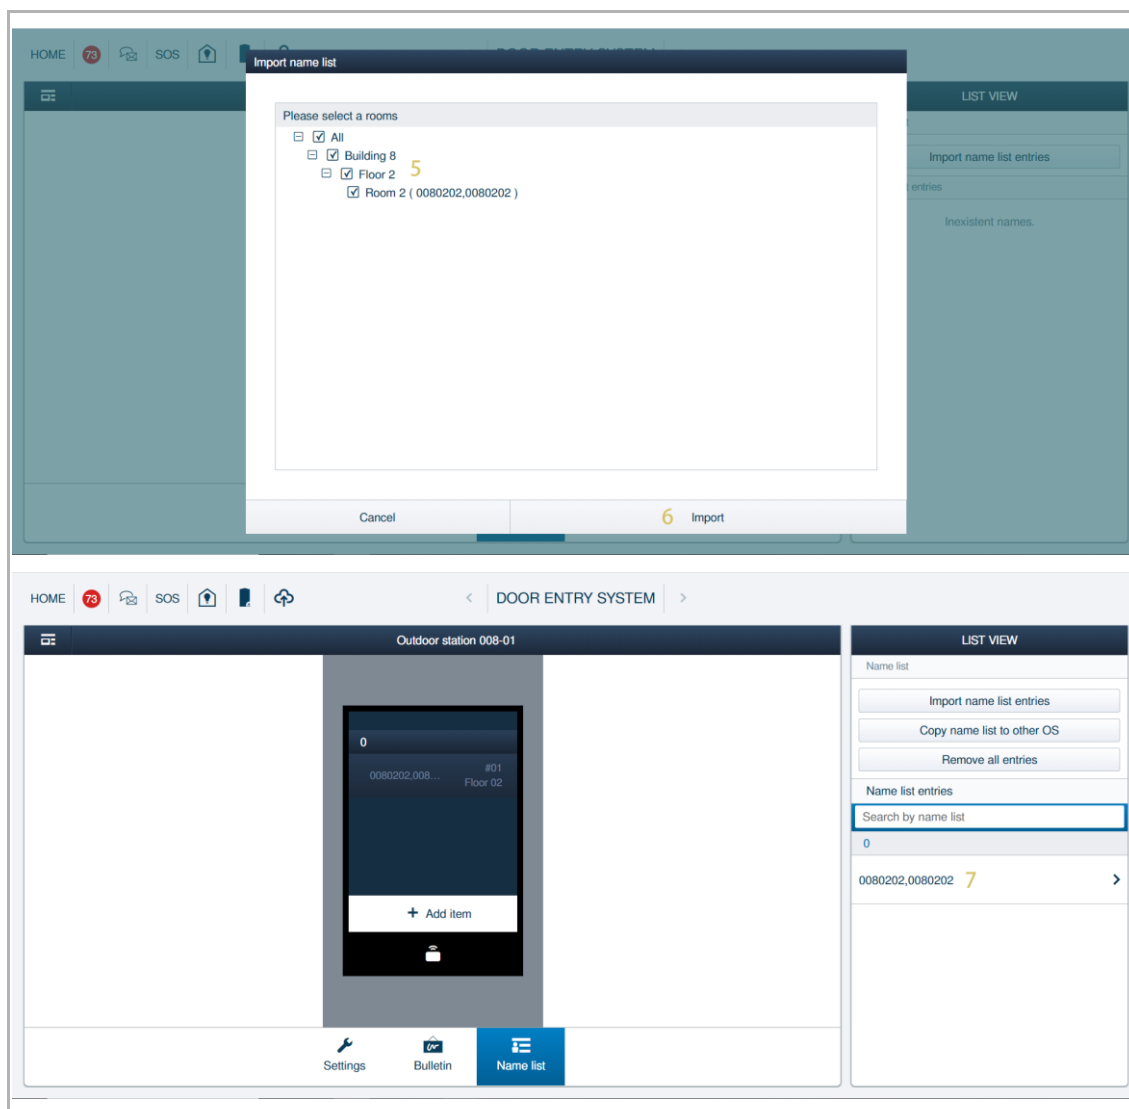 HOME 73 SOS
Import name list
LIST VIEW
Please select a rooms
All
Building 8
5
Floor 2
Room 2 ( 0080202,0080202 )
Import name list entries
entries
Inexistent names.
Cancel
6 Import
HOME 73 SOS < DOOR ENTRY SYSTEM >
Outdoor station 008-01
LIST VIEW
Name list
Import name list entries
Copy name list to other OS
Remove all entries
Name list entries
Search by name list
0
0080202,0080202 7
0
0080202,008... #01
Floor 02
+ Add item
Settings Bulletin Name list